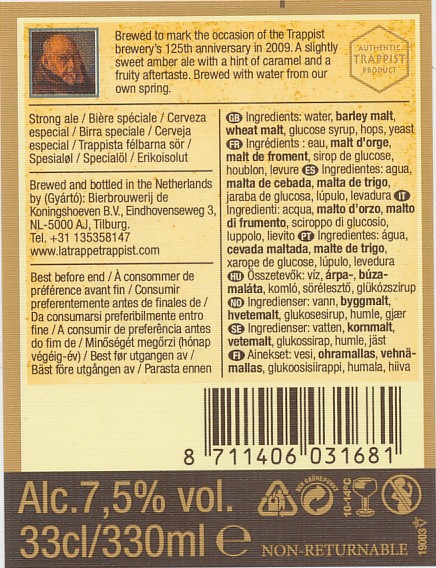 Brewed to mark the occasion of the Trappist
brewery's 125th anniversary in 2009. A slightly
sweet amber ale with a hint of caramel and a
fruity aftertaste. Brewed with water from our
own spring.
AUTHENTIC
TRAPPIST
PRODUCT
Strong ale / Bière spéciale / Cerveza
especial / Birra speciale / Cerveja
especial / Trappista félbarna sör /
Spesialøl / Specialöl / Erikoisolut
Brewed and bottled in the Netherlands
by (Gyártó): Bierbrouwerij de
Koningshoeven B.V., Eindhovenseweg 3,
NL-5000 AJ, Tilburg.
Tel. +31 135358147
www.latrappetrappist.com
Best before end / À consommer de
préférence avant fin / Consumir
preferentemente antes de finales de /
Da consumarsi preferibilmente entro
fine / A consumir de preferência antes
do fim de / Minőségét megőrzi (hónap
végéig-év) / Best før utgangen av /
Bäst före utgången av / Parasta ennen
GB Ingredients: water, barley malt,
wheat malt, glucose syrup, hops, yeast
FR Ingrédients : eau, malt d'orge,
malt de froment, sirop de glucose,
houblon, levure ES Ingredientes: agua,
malta de cebada, malta de trigo,
jaraba de glucosa, lúpulo, levadura IT
Ingredienti: acqua, malto d'orzo, malto
di frumento, sciroppo di glucosio,
luppolo, lievito PT Ingredientes: água,
cevada maltada, malte de trigo,
xarope de glucose, lúpulo, levedura
HU Összetevők: víz, árpa-, búza-
maláta, komló, sörélesztő, glükózszirup
NO Ingredienser: vann, byggmalt,
hvetemalt, glukosesirup, humle, gjær
SE Ingredienser: vatten, kornmalt,
vetemalt, glukossirap, humle, jäst
FI Ainekset: vesi, ohramallas, vehnä-
mallas, glukoosisiirappi, humala, hiiva
8 711406 031681
Alc.7,5% vol.
33cl/330ml e
DER GRÜNE PUNKT
10-14°C
NON-RETURNABLE
19003